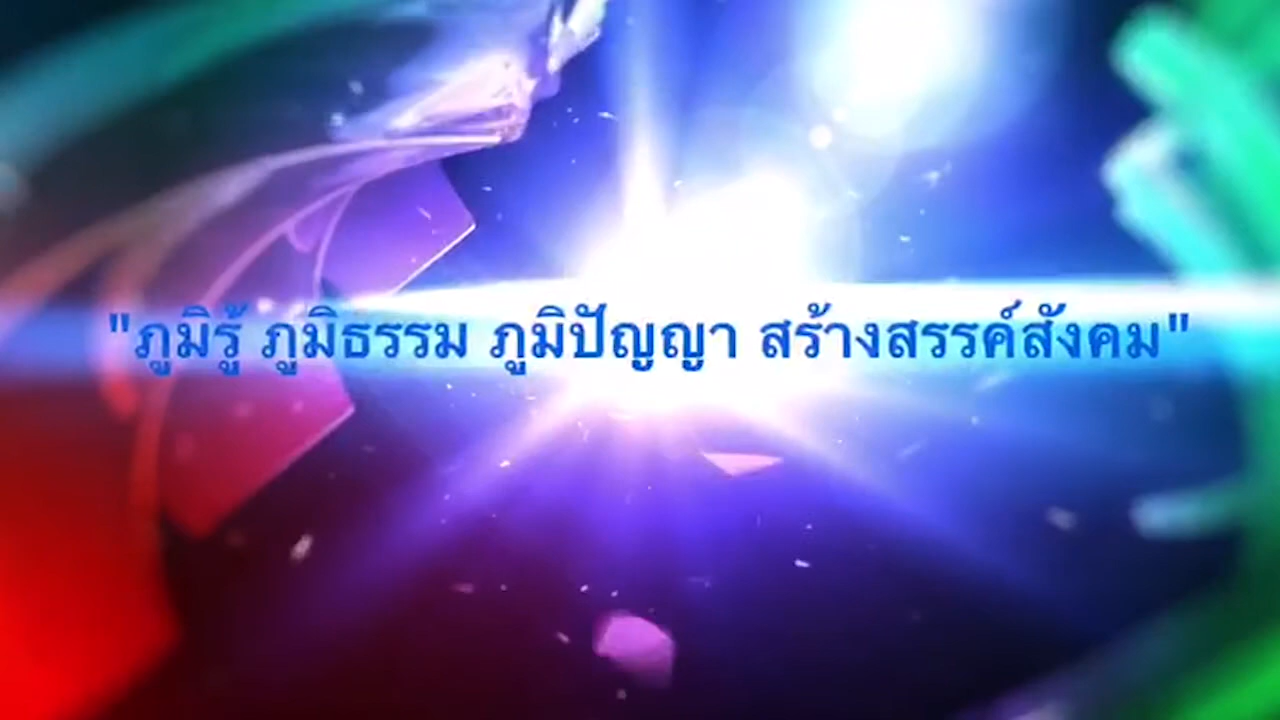 "ภูมิรู้ ภูมิธรรม ภูมิปัญญา สร้างสรรค์สังคม"